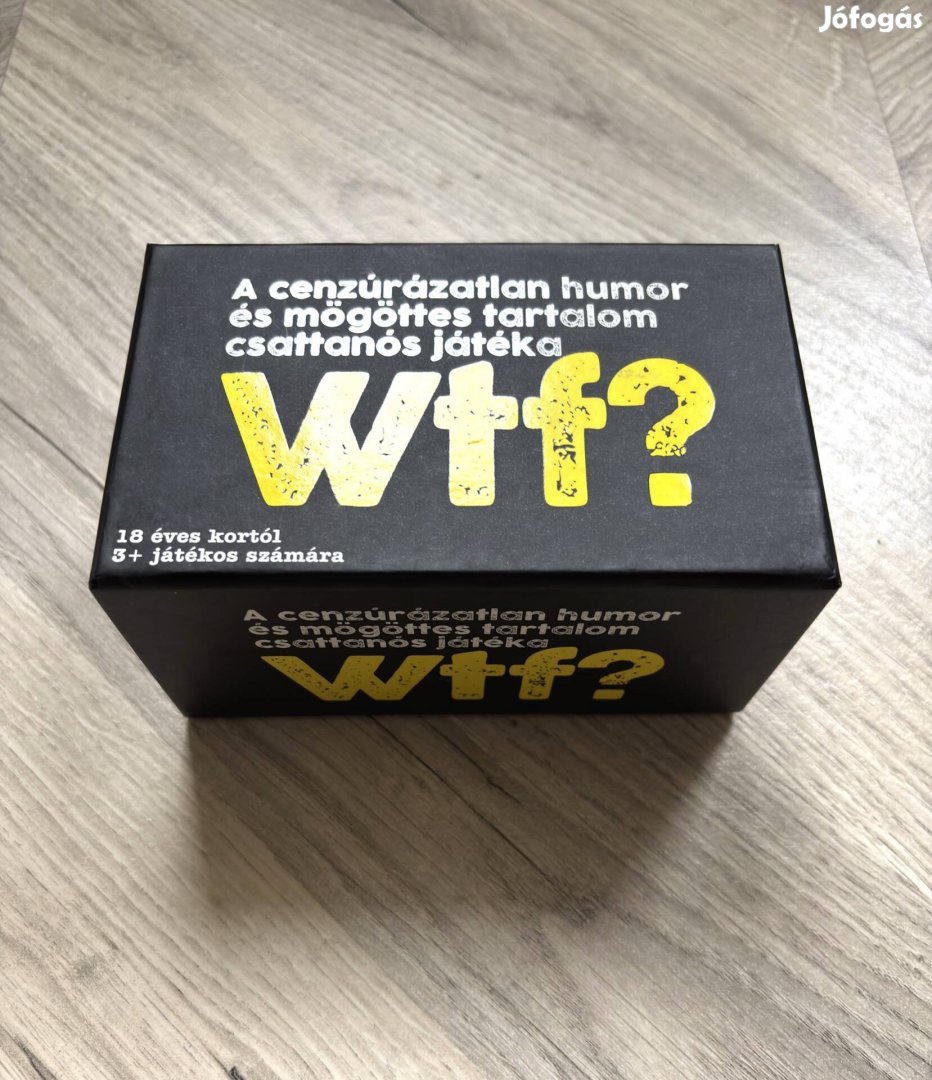 Jófogás
A cenzúrázatlan humor
és mögöttes tartalom
csattanós játéka
wtf?
18 éves kortól
3+ játékos számára
A cenzúrázatlan humor
és mögöttes tartalom
csattanós játéka
wtf?